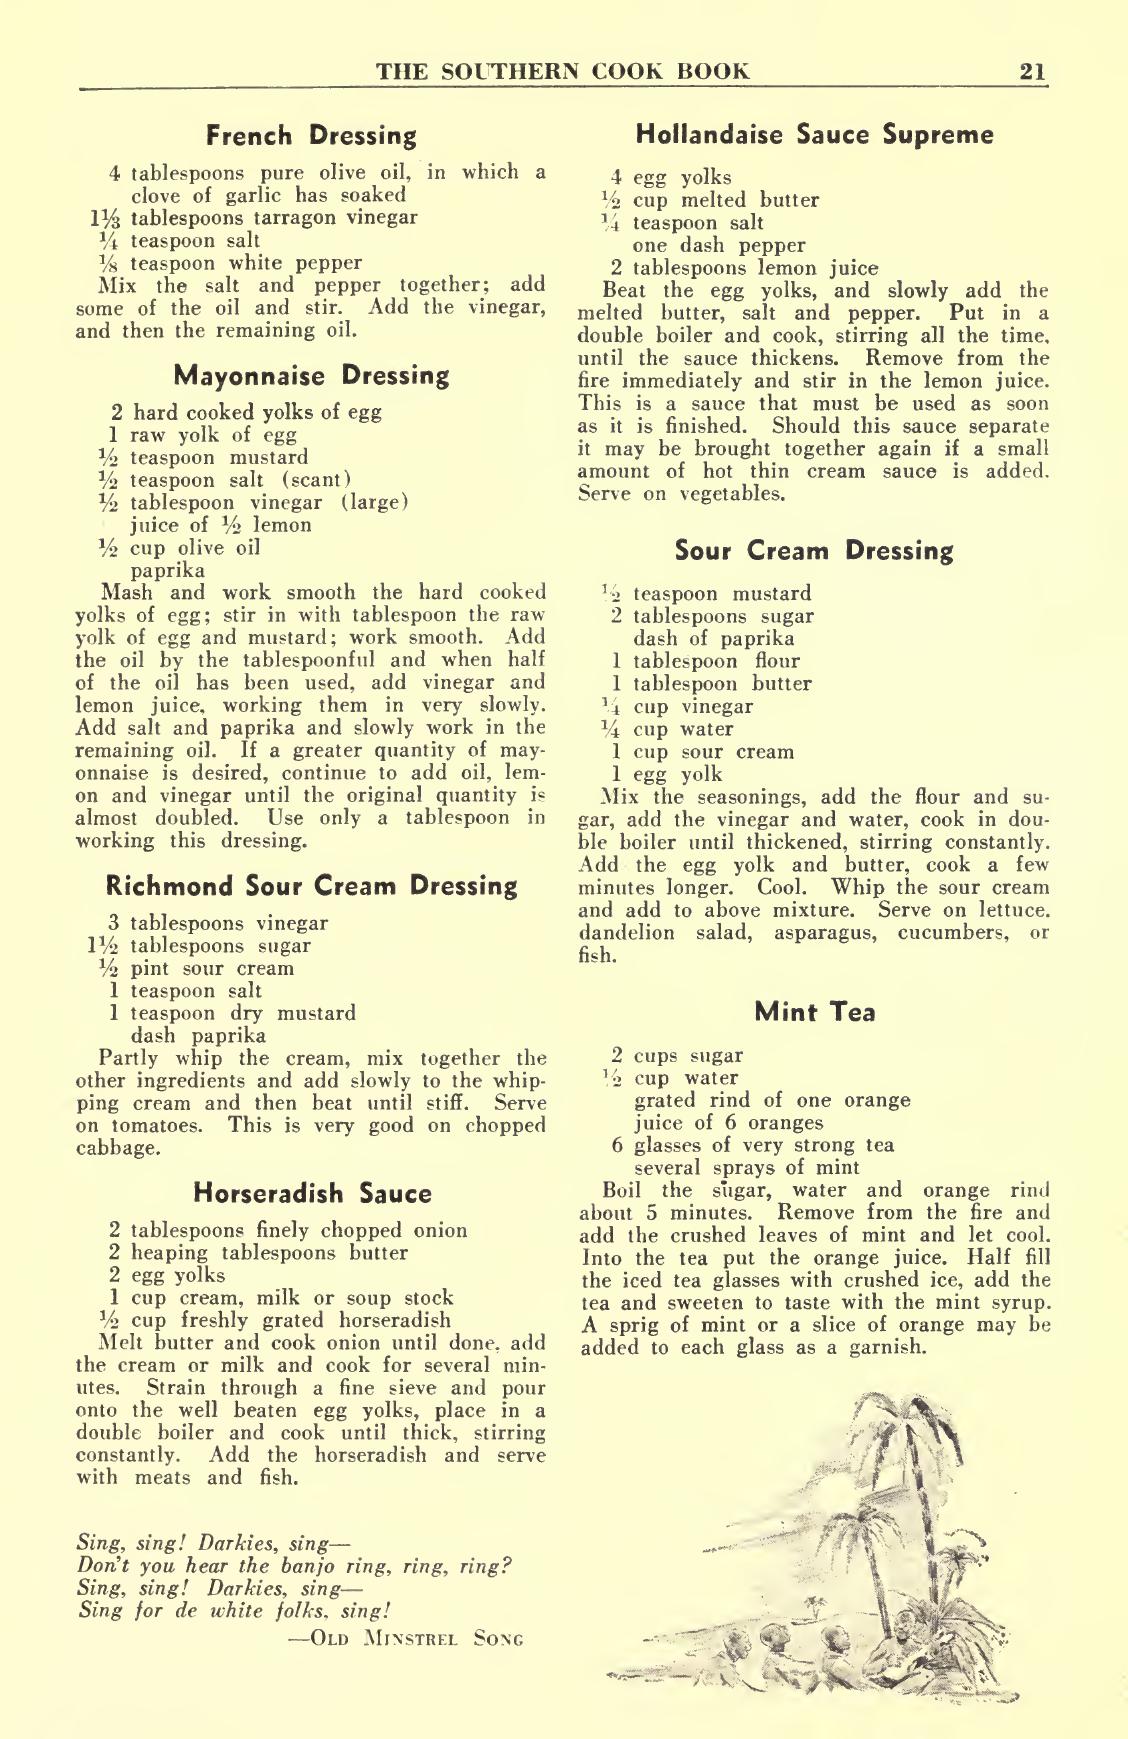 THE SOUTHERN COOK BOOK 21
French Dressing
4 tablespoons pure olive oil, in which a
clove of garlic has soaked
1⅓ tablespoons tarragon vinegar
¼ teaspoon salt
⅛ teaspoon white pepper
Mix the salt and pepper together; add
some of the oil and stir. Add the vinegar,
and then the remaining oil.
Mayonnaise Dressing
2 hard cooked yolks of egg
1 raw yolk of egg
½ teaspoon mustard
½ teaspoon salt (scant)
½ tablespoon vinegar (large)
juice of ½ lemon
½ cup olive oil
paprika
Mash and work smooth the hard cooked
yolks of egg; stir in with tablespoon the raw
yolk of egg and mustard; work smooth. Add
the oil by the tablespoonful and when half
of the oil has been used, add vinegar and
lemon juice, working them in very slowly.
Add salt and paprika and slowly work in the
remaining oil. If a greater quantity of may-
onnaise is desired, continue to add oil, lem-
on and vinegar until the original quantity is
almost doubled. Use only a tablespoon in
working this dressing.
Richmond Sour Cream Dressing
3 tablespoons vinegar
1½ tablespoons sugar
½ pint sour cream
1 teaspoon salt
1 teaspoon dry mustard
dash paprika
Partly whip the cream, mix together the
other ingredients and add slowly to the whip-
ping cream and then beat until stiff. Serve
on tomatoes. This is very good on chopped
cabbage.
Horseradish Sauce
2 tablespoons finely chopped onion
2 heaping tablespoons butter
2 egg yolks
1 cup cream, milk or soup stock
½ cup freshly grated horseradish
Melt butter and cook onion until done, add
the cream or milk and cook for several min-
utes. Strain through a fine sieve and pour
onto the well beaten egg yolks, place in a
double boiler and cook until thick, stirring
constantly. Add the horseradish and serve
with meats and fish.
Sing, sing! Darkies, sing—
Don't you hear the banjo ring, ring, ring?
Sing, sing! Darkies, sing—
Sing for de white folks, sing!
—OLD MINSTREL SONG
Hollandaise Sauce Supreme
4 egg yolks
½ cup melted butter
¼ teaspoon salt
one dash pepper
2 tablespoons lemon juice
Beat the egg yolks, and slowly add the
melted butter, salt and pepper. Put in a
double boiler and cook, stirring all the time,
until the sauce thickens. Remove from the
fire immediately and stir in the lemon juice.
This is a sauce that must be used as soon
as it is finished. Should this sauce separate
it may be brought together again if a small
amount of hot thin cream sauce is added.
Serve on vegetables.
Sour Cream Dressing
½ teaspoon mustard
2 tablespoons sugar
dash of paprika
1 tablespoon flour
1 tablespoon butter
¼ cup vinegar
¼ cup water
1 cup sour cream
1 egg yolk
Mix the seasonings, add the flour and su-
gar, add the vinegar and water, cook in dou-
ble boiler until thickened, stirring constantly.
Add the egg yolk and butter, cook a few
minutes longer. Cool. Whip the sour cream
and add to above mixture. Serve on lettuce.
dandelion salad, asparagus, cucumbers, or
fish.
Mint Tea
2 cups sugar
½ cup water
grated rind of one orange
juice of 6 oranges
6 glasses of very strong tea
several sprays of mint
Boil the sugar, water and orange rind
about 5 minutes. Remove from the fire and
add the crushed leaves of mint and let cool.
Into the tea put the orange juice. Half fill
the iced tea glasses with crushed ice, add the
tea and sweeten to taste with the mint syrup.
A sprig of mint or a slice of orange may be
added to each glass as a garnish.